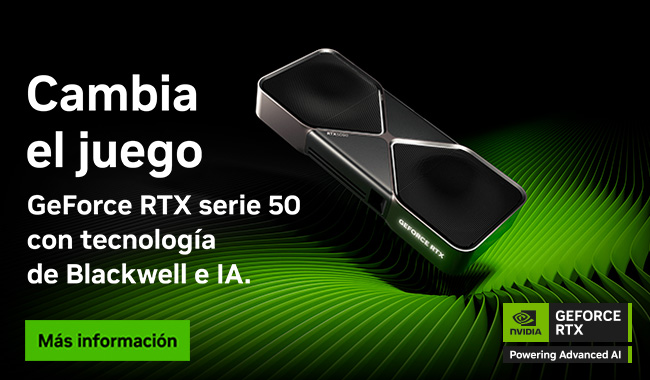 Cambia
el juego
GeForce RTX serie 50
con tecnología
de Blackwell e IA.
Más información
GEFORCE RTX
NVIDIA
GEFORCE
RTX
Powering Advanced AI